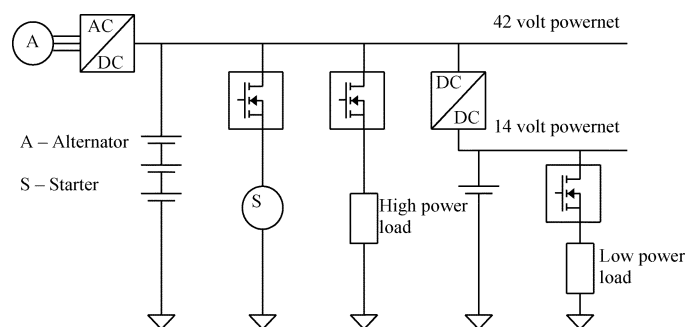 42 volt powernet
A
AC
DC
DC
DC
14 volt powernet
A – Alternator
S – Starter
S
High power
load
Low power
load